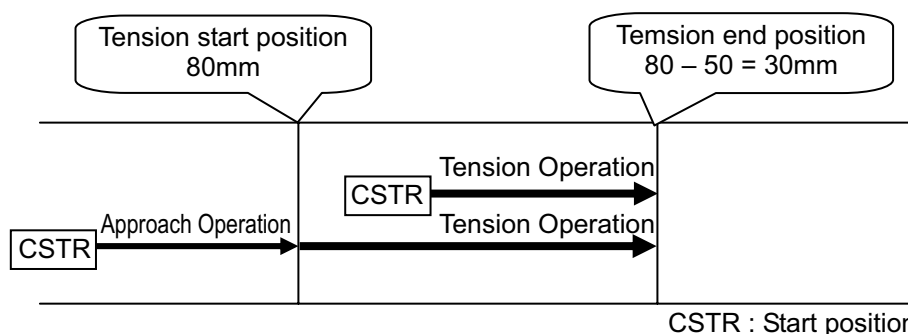 Tension start position
80mm
Temsion end position
80 – 50 = 30mm
Tension Operation
CSTR
Approach Operation
Tension Operation
CSTR
CSTR : Start position